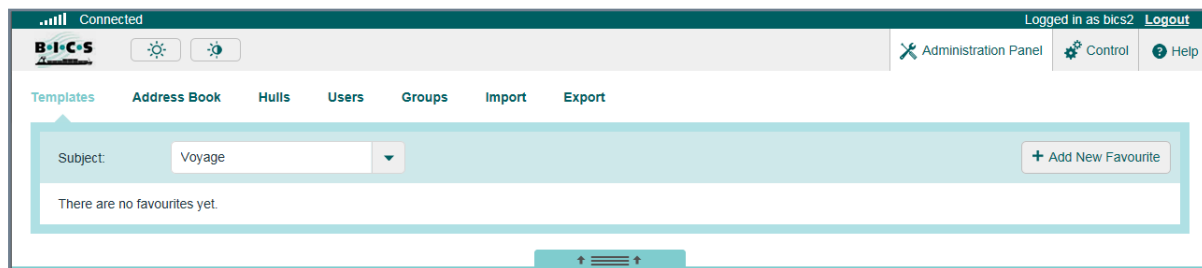 Connected
Logged in as bics2 Logout
B•I•C•S
Administration Panel
Control
Help
Templates Address Book Hulls Users Groups Import Export
Subject: Voyage
+ Add New Favourite
There are no favourites yet.